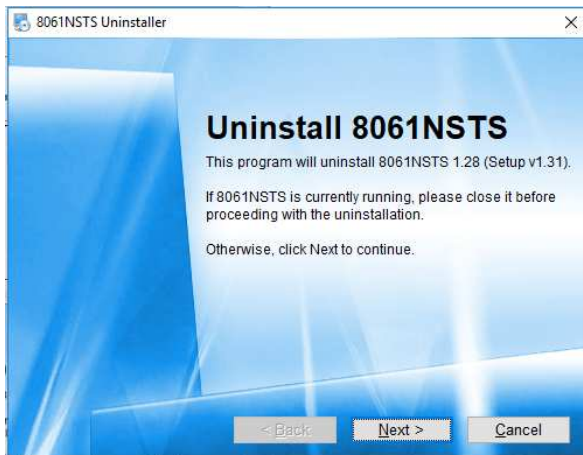 8061NSTS Uninstaller
Uninstall 8061NSTS
This program will uninstall 8061NSTS 1.28 (Setup v1.31).
If 8061NSTS is currently running, please close it before
proceeding with the uninstallation.
Otherwise, click Next to continue.
< Back
Next >
Cancel